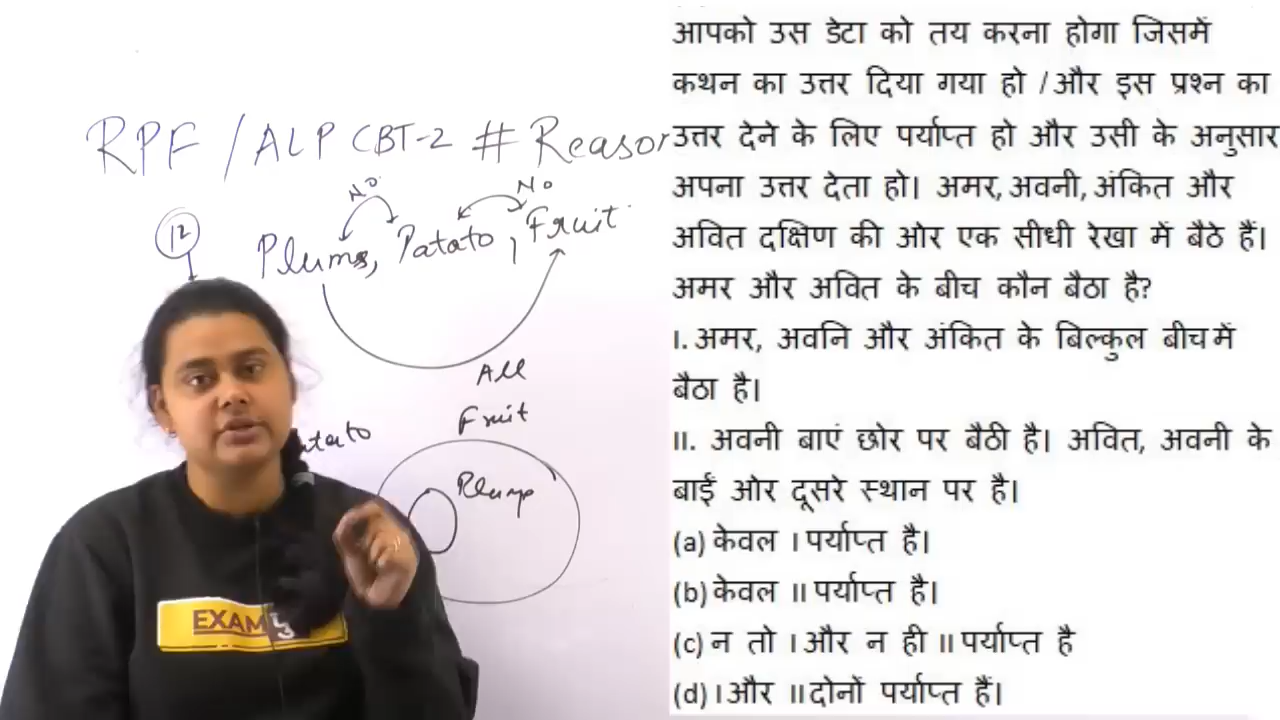 RPF / ALP CBT-2 # Reason
No No
12
Plums, Patato, Fruit
All
Fruit
tato
Plump
EXAM
आपको उस डेटा को तय करना होगा जिसमें
कथन का उत्तर दिया गया हो /और इस प्रश्न का
उत्तर देने के लिए पर्याप्त हो और उसी के अनुसार
अपना उत्तर देता हो। अमर, अवनी, अंकित और
अवित दक्षिण की ओर एक सीधी रेखा में बैठे हैं।
अमर और अवित के बीच कौन बैठा है?
I. अमर, अवनि और अंकित के बिल्कुल बीच में
बैठा है।
II. अवनी बाएं छोर पर बैठी है। अवित, अवनी के
बाईं ओर दूसरे स्थान पर है।
(a) केवल I पर्याप्त है।
(b) केवल II पर्याप्त है।
(c) न तो I और न ही II पर्याप्त है
(d) I और II दोनों पर्याप्त हैं।